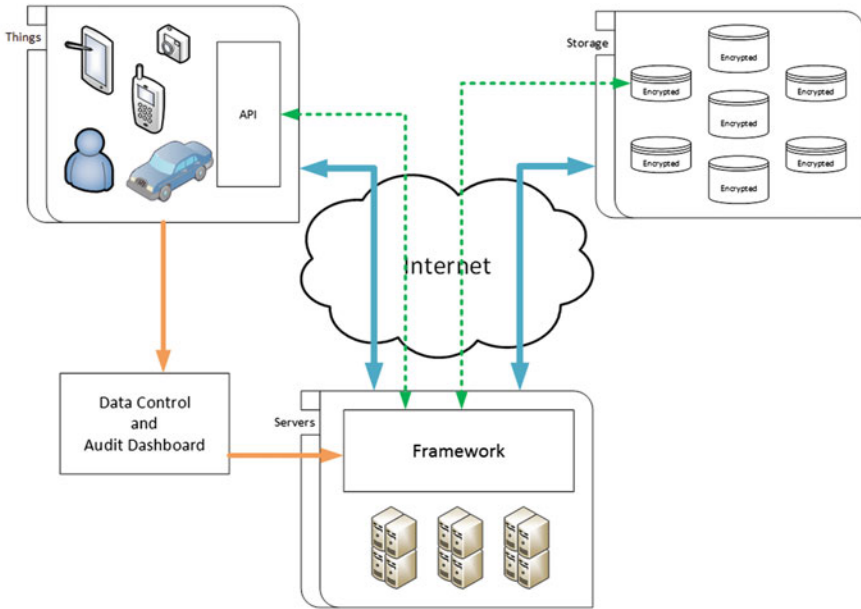 Things
API
Storage
Encrypted
Encrypted
Encrypted
Encrypted
Encrypted
Encrypted
Encrypted
Internet
Data Control
and
Audit Dashboard
Servers
Framework